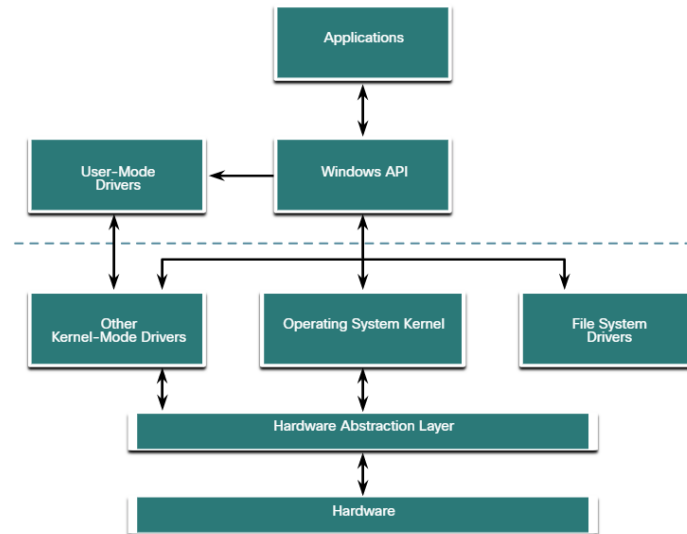 Applications
User-Mode
Drivers
Windows API
Other
Kernel-Mode Drivers
Operating System Kernel
File System
Drivers
Hardware Abstraction Layer
Hardware